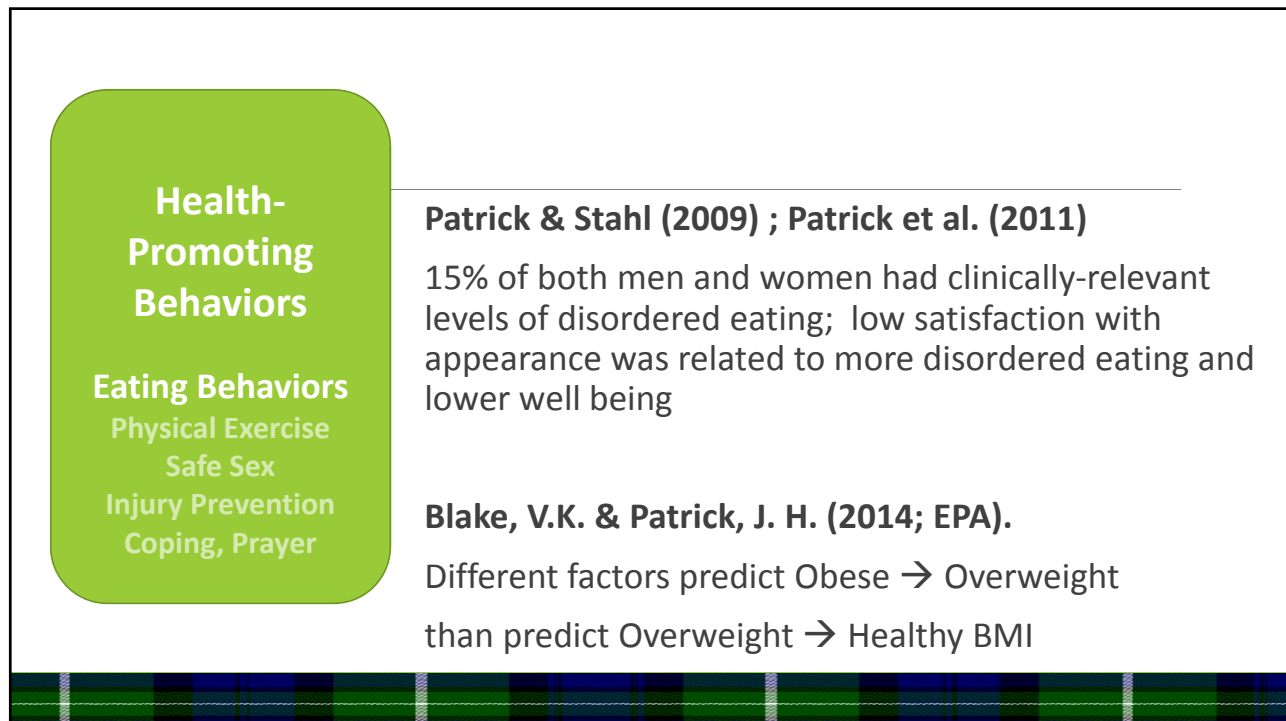 Health-
Promoting
Behaviors
Eating Behaviors
Physical Exercise
Safe Sex
Injury Prevention
Coping, Prayer
Patrick & Stahl (2009) ; Patrick et al. (2011)
15% of both men and women had clinically-relevant
levels of disordered eating;  low satisfaction with
appearance was related to more disordered eating and
lower well being
Blake, V.K. & Patrick, J. H. (2014; EPA).
Different factors predict Obese → Overweight
than predict Overweight → Healthy BMI